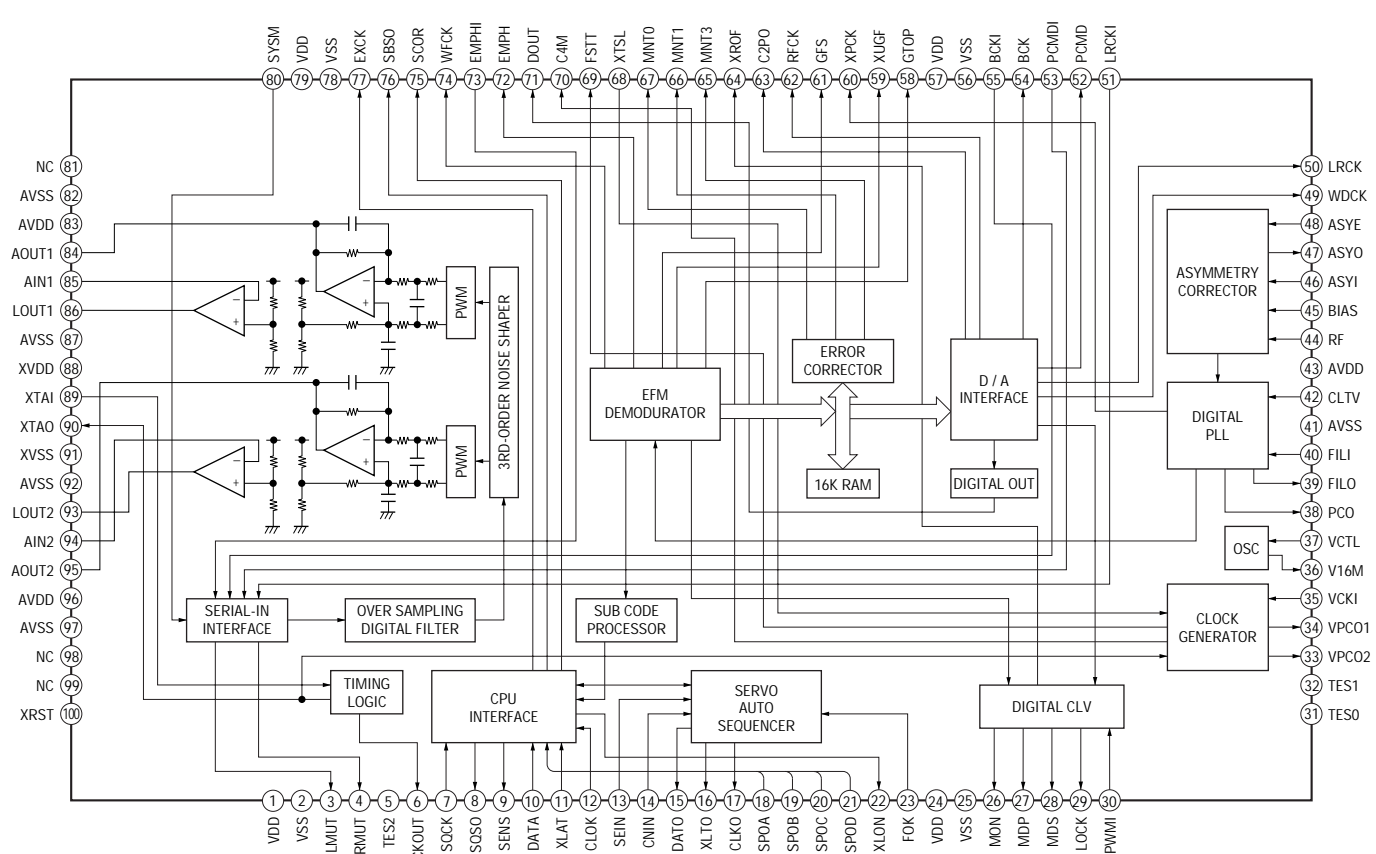 SYSM
VDD
VSS
EXCK
SBSO
SCOR
WFCK
EMPHI
EMPH
DOUT
C4M
FSTT
XTSL
MNT0
MNT1
MNT3
XROF
C2PO
RFCK
GFS
XPCK
XUGF
GTOP
VDD
VSS
BCKI
BCK
PCMDI
PCMD
LRCKI
80 79 78 77 76 75 74 73 72 71 70 69 68 67 66 65 64 63 62 61 60 59 58 57 56 55 54 53 52 51
NC 81
AVSS 82
AVDD 83
AOUT1 84
AIN1 85
LOUT1 86
AVSS 87
XVDD 88
XTAI 89
XTAO 90
XVSS 91
AVSS 92
LOUT2 93
AIN2 94
AOUT2 95
AVDD 96
AVSS 97
NC 98
NC 99
XRST 100
50 LRCK
49 WDCK
48 ASYE
47 ASYO
46 ASYI
45 BIAS
44 RF
43 AVDD
42 CLTV
41 AVSS
40 FILI
39 FILO
38 PCO
37 VCTL
36 V16M
35 VCKI
34 VPCO1
33 VPCO2
32 TES1
31 TES0
−
+
−
+
PWM
−
+
−
+
PWM
3RD-ORDER NOISE SHAPER
EFM
DEMODURATOR
ERROR
CORRECTOR
16K RAM
D / A
INTERFACE
DIGITAL OUT
ASYMMETRY
CORRECTOR
DIGITAL
PLL
OSC
CLOCK
GENERATOR
SERIAL-IN
INTERFACE
OVER SAMPLING
DIGITAL FILTER
SUB CODE
PROCESSOR
TIMING
LOGIC
CPU
INTERFACE
SERVO
AUTO
SEQUENCER
DIGITAL CLV
1 2 3 4 5 6 7 8 9 10 11 12 13 14 15 16 17 18 19 20 21 22 23 24 25 26 27 28 29 30
VDD
VSS
LMUT
RMUT
TES2
CKOUT
SQCK
SQSO
SENS
DATA
XLAT
CLOK
SEIN
CNIN
DATO
XLTO
CLKO
SPOA
SPOB
SPOC
SPOD
XLON
FOK
VDD
VSS
MON
MDP
MDS
LOCK
PWMI